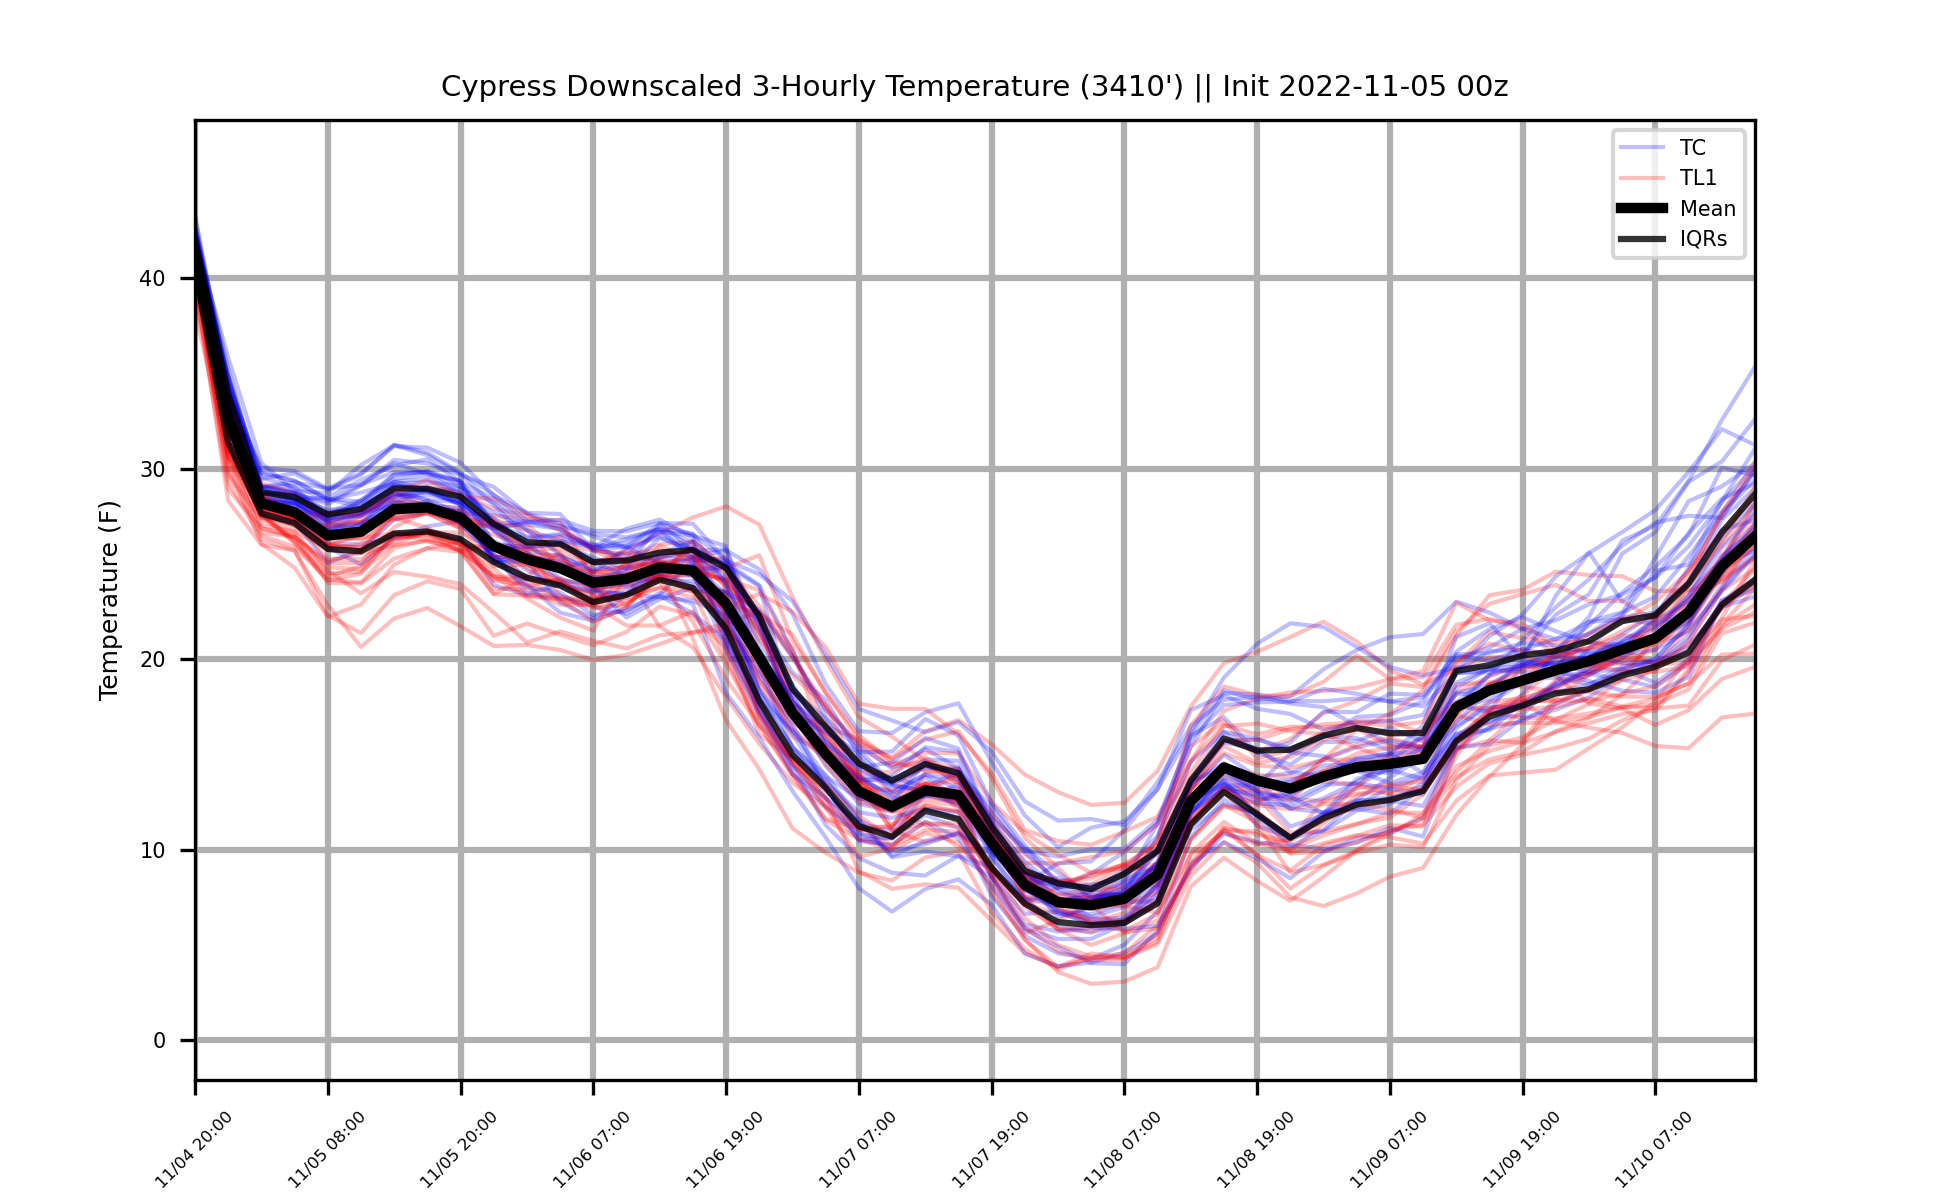 Cypress Downscaled 3-Hourly Temperature (3410') || Init 2022-11-05 00z
TC
TL1
Mean
IQRs
Temperature (F)
40
30
20
10
0
11/04 20:00
11/05 08:00
11/05 20:00
11/06 07:00
11/06 19:00
11/07 07:00
11/07 19:00
11/08 07:00
11/08 19:00
11/09 07:00
11/09 19:00
11/10 07:00